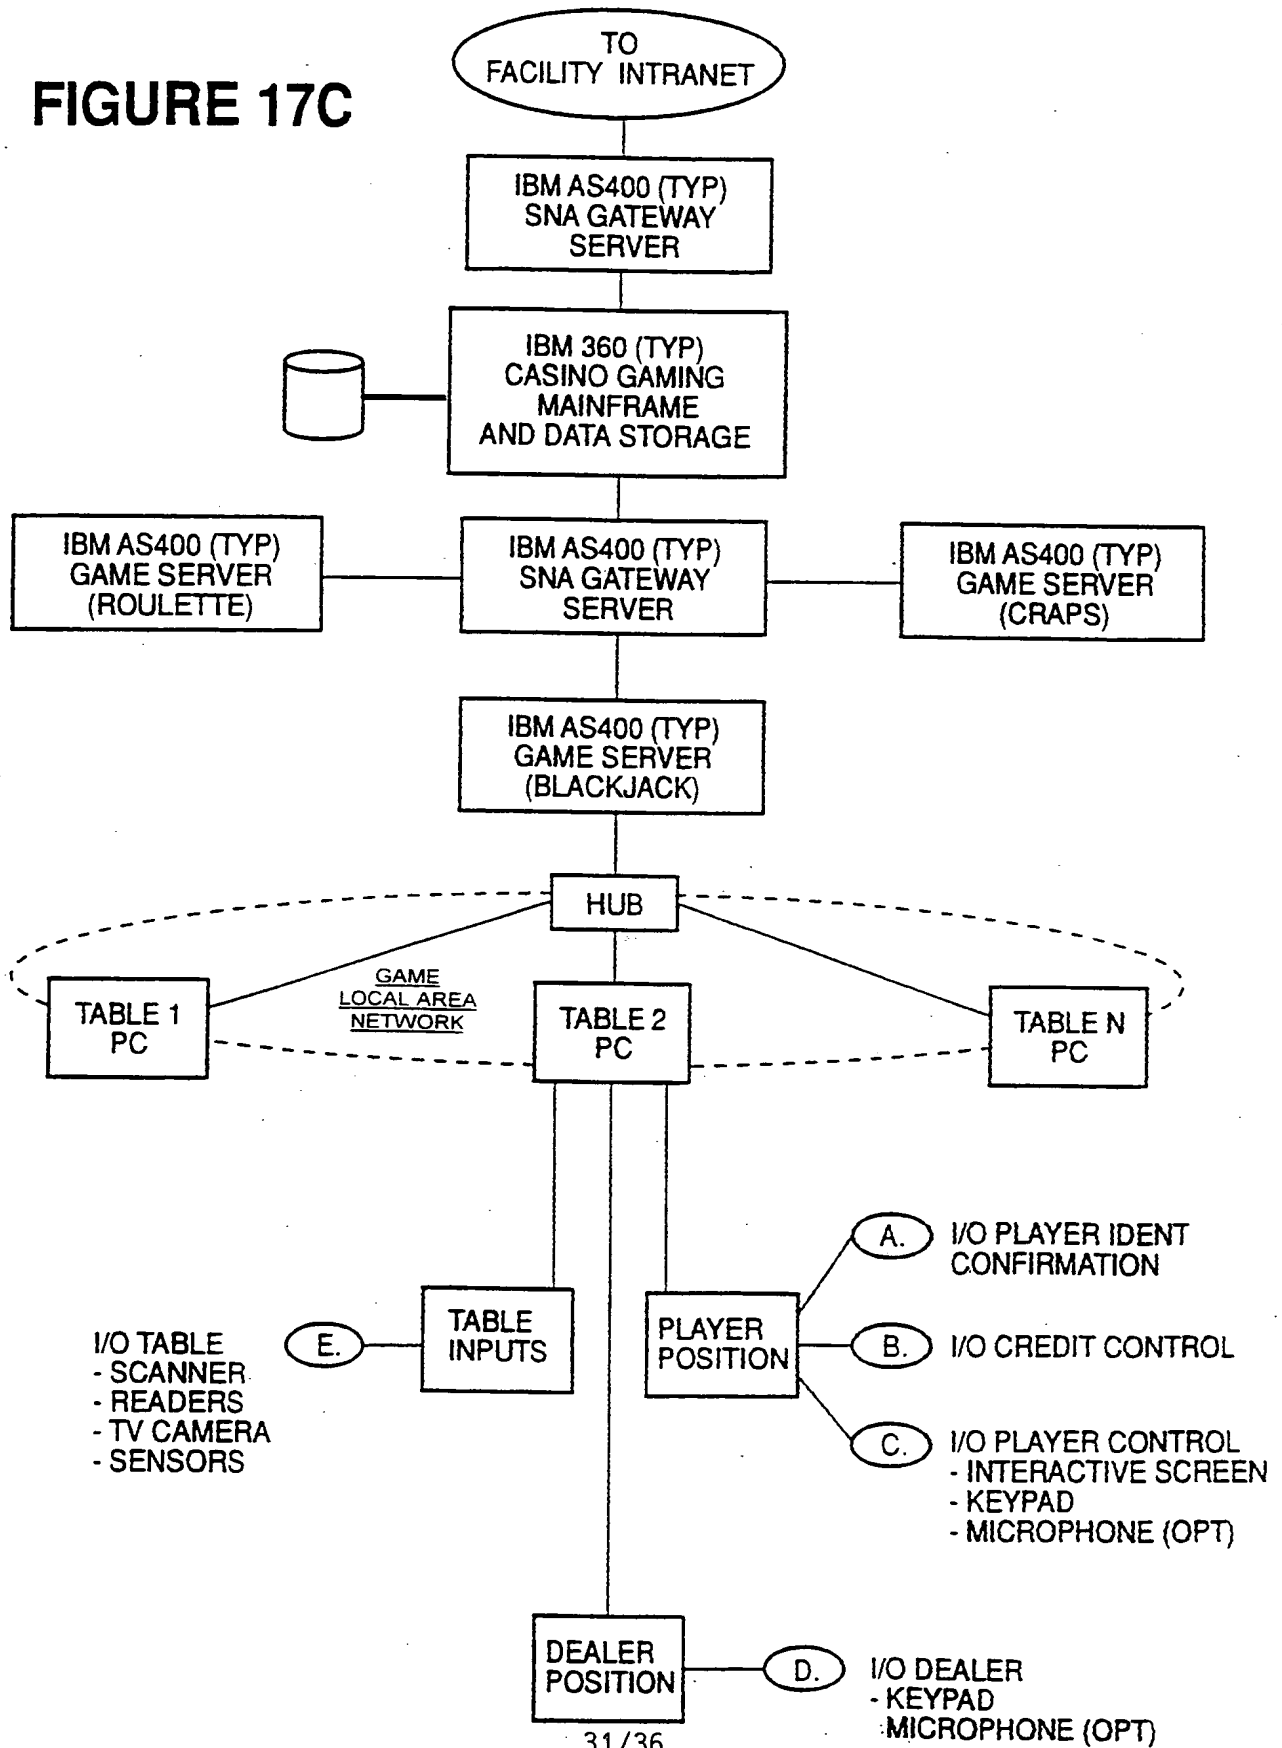 TO
FACILITY INTRANET
FIGURE 17C
IBM AS400 (TYP)
SNA GATEWAY
SERVER
IBM 360 (TYP)
CASINO GAMING
MAINFRAME
AND DATA STORAGE
IBM AS400 (TYP)
GAME SERVER
(ROULETTE)
IBM AS400 (TYP)
SNA GATEWAY
SERVER
IBM AS400 (TYP)
GAME SERVER
(CRAPS)
IBM AS400 (TYP)
GAME SERVER
(BLACKJACK)
HUB
GAME
LOCAL AREA
NETWORK
TABLE 1
PC
TABLE 2
PC
TABLE N
PC
A.
I/O PLAYER IDENT
CONFIRMATION
TABLE
INPUTS
PLAYER
POSITION
E.
I/O TABLE
- SCANNER
- READERS
- TV CAMERA
- SENSORS
B.
I/O CREDIT CONTROL
C.
I/O PLAYER CONTROL
- INTERACTIVE SCREEN
- KEYPAD
- MICROPHONE (OPT)
DEALER
POSITION
D.
I/O DEALER
- KEYPAD
- MICROPHONE (OPT)
31/36